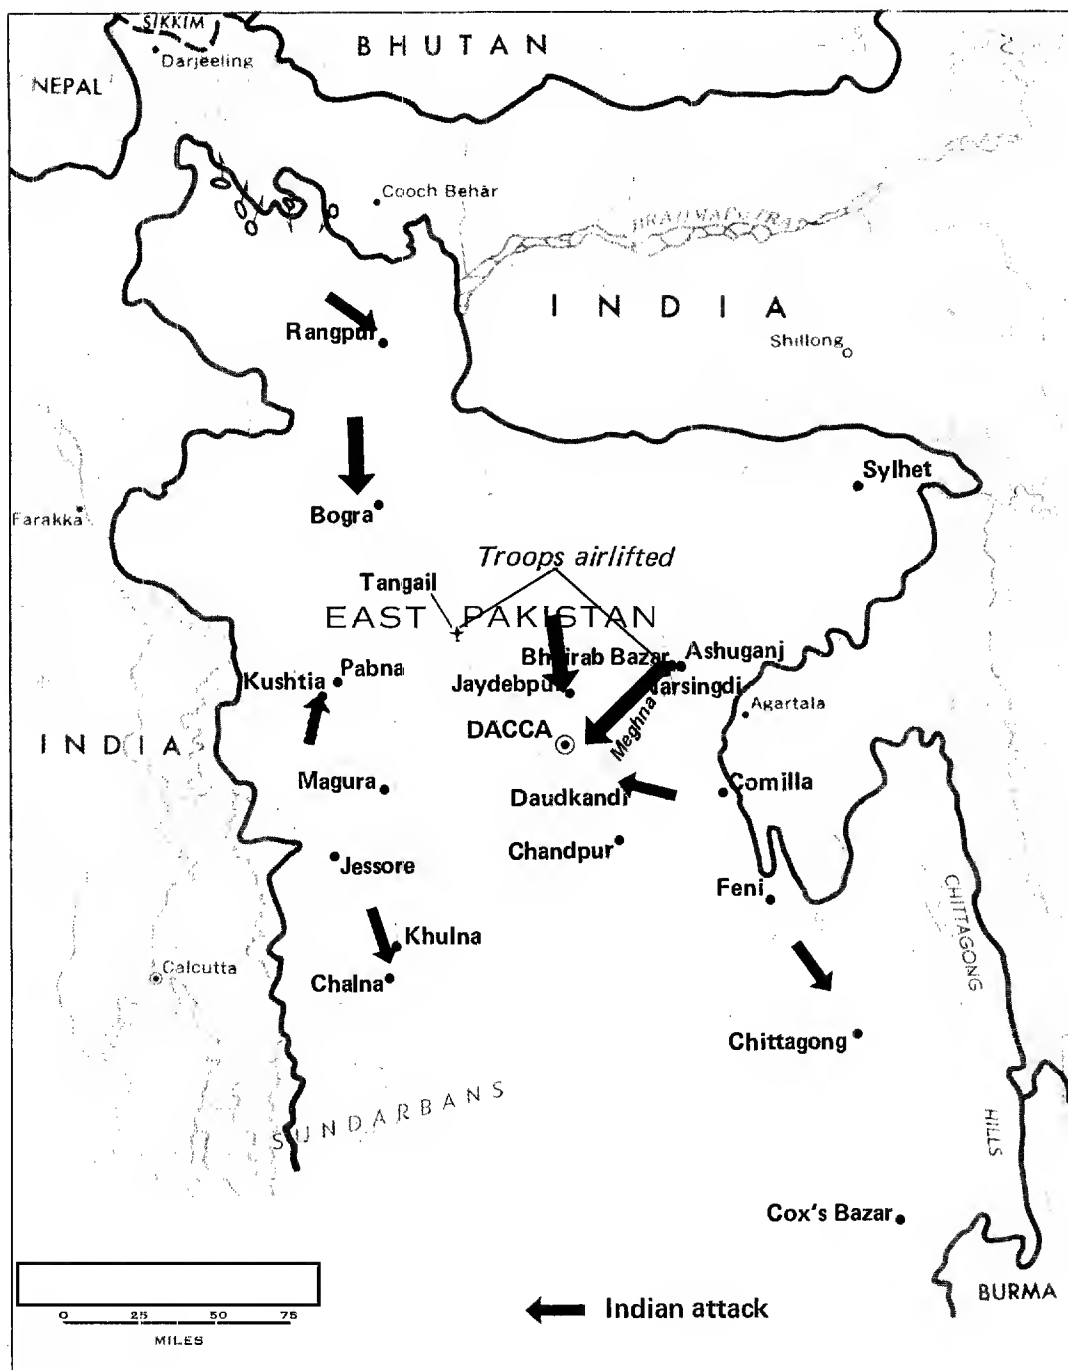 SIKKIM
BHUTAN
Darjeeling
NEPAL
Cooch Behār
BRAHMAPUTRA
INDIA
Rangpur
Shillong
Sylhet
Farakka
Bogra
Troops airlifted
Tangail
EAST PAKISTAN
Bhairab Bazar
Ashuganj
Kushtia
Pabna
Jaydebpur
Narsingdi
Agartala
INDIA
DACCA
Meghna
Magura
Daudkandi
Comilla
Chandpur
Jessore
Feni
CHITTAGONG
HILLS
Khulna
Calcutta
Chalna
Chittagong
SUNDARBANS
Cox's Bazar
BURMA
0 25 50 75
MILES
Indian attack